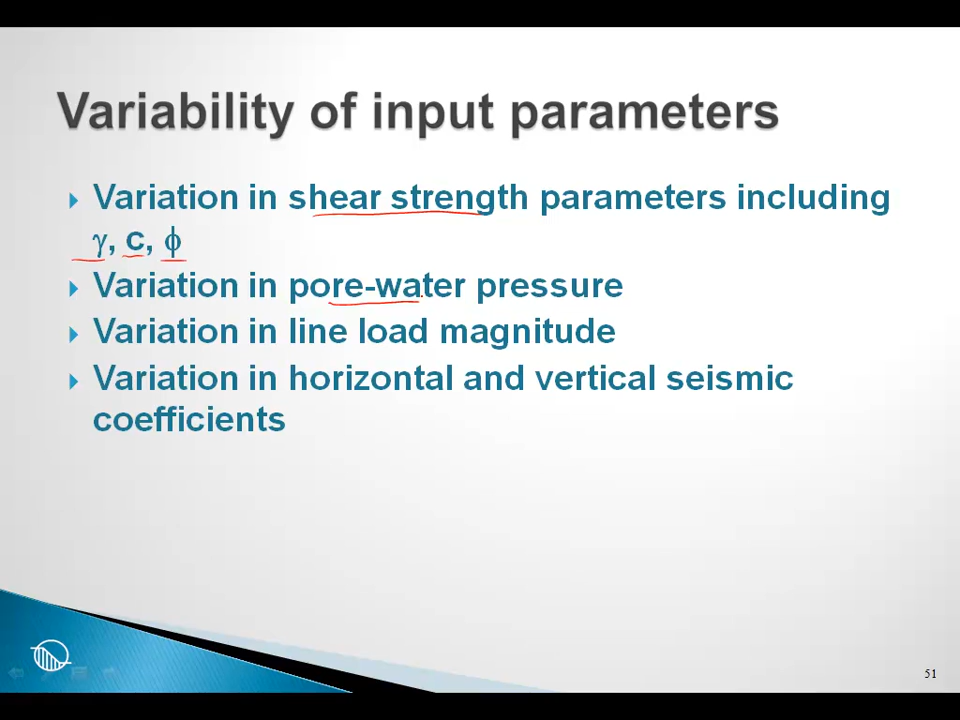 Variability of input parameters
Variation in shear strength parameters including
γ, c, ϕ
Variation in pore-water pressure
Variation in line load magnitude
Variation in horizontal and vertical seismic
coefficients
51